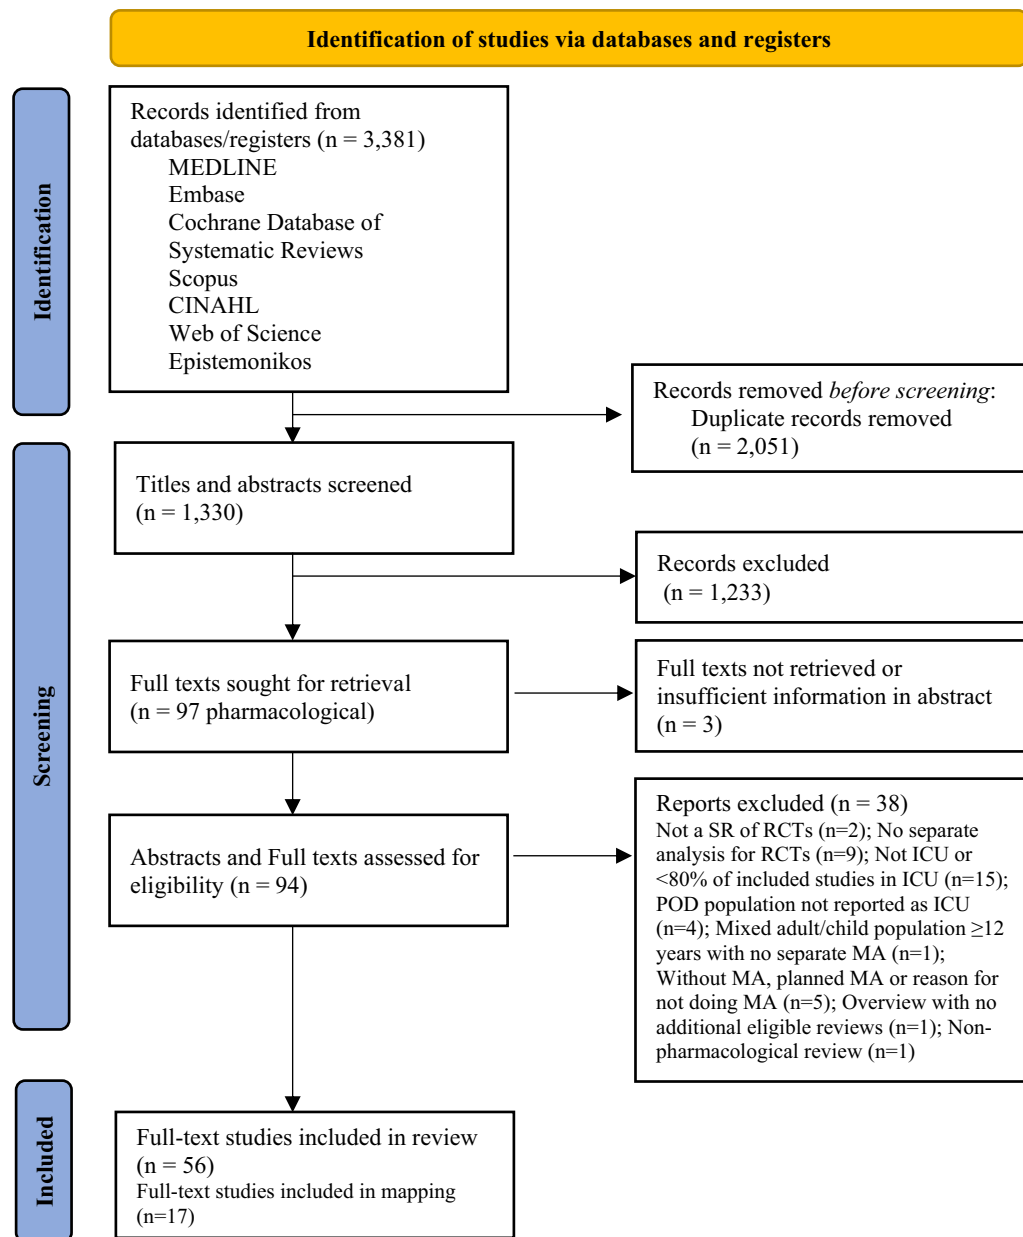 Identification of studies via databases and registers
Identification
Records identified from
databases/registers (n = 3,381)
MEDLINE
Embase
Cochrane Database of
Systematic Reviews
Scopus
CINAHL
Web of Science
Epistemonikos
Records removed before screening:
Duplicate records removed
(n = 2,051)
Screening
Titles and abstracts screened
(n = 1,330)
Records excluded
(n = 1,233)
Full texts sought for retrieval
(n = 97 pharmacological)
Full texts not retrieved or
insufficient information in abstract
(n = 3)
Abstracts and Full texts assessed for
eligibility (n = 94)
Reports excluded (n = 38)
Not a SR of RCTs (n=2); No separate
analysis for RCTs (n=9); Not ICU or
<80% of included studies in ICU (n=15);
POD population not reported as ICU
(n=4); Mixed adult/child population ≥12
years with no separate MA (n=1);
Without MA, planned MA or reason for
not doing MA (n=5); Overview with no
additional eligible reviews (n=1); Non-
pharmacological review (n=1)
Included
Full-text studies included in review
(n = 56)
Full-text studies included in mapping
(n=17)